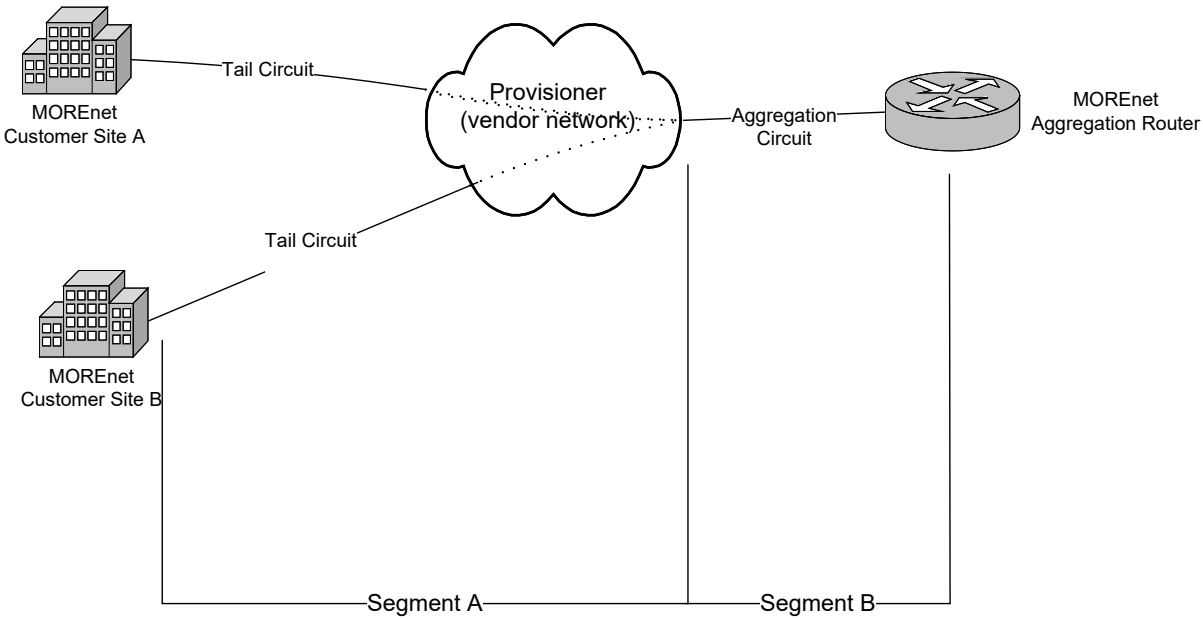 Tail Circuit
MOREnet
Customer Site A
Provisioner
(vendor network)
Aggregation
Circuit
MOREnet
Aggregation Router
Tail Circuit
MOREnet
Customer Site B
Segment A
Segment B